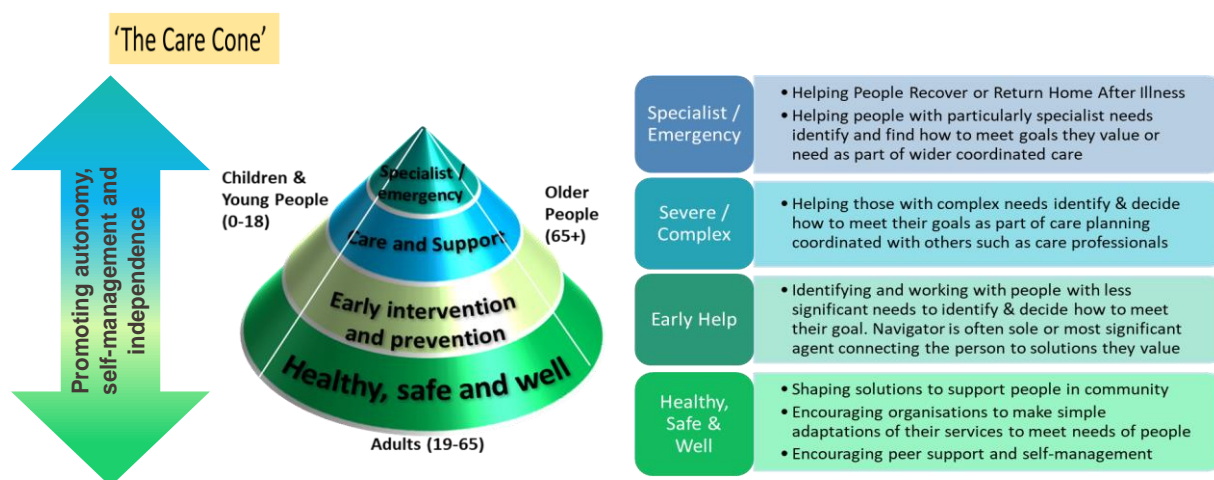 ‘The Care Cone’
Promoting autonomy,
self-management and
independence
Children &
Young People
(0-18)
Older
People
(65+)
Specialist /
emergency
Care and Support
Early intervention
and prevention
Healthy, safe and well
Adults (19-65)
Specialist /
Emergency
• Helping People Recover or Return Home After Illness
• Helping people with particularly specialist needs
identify and find how to meet goals they value or
need as part of wider coordinated care
Severe /
Complex
• Helping those with complex needs identify & decide
how to meet their goals as part of care planning
coordinated with others such as care professionals
Early Help
• Identifying and working with people with less
significant needs to identify & decide how to meet
their goal. Navigator is often sole or most significant
agent connecting the person to solutions they value
Healthy,
Safe &
Well
• Shaping solutions to support people in community
• Encouraging organisations to make simple
adaptations of their services to meet needs of people
• Encouraging peer support and self-management